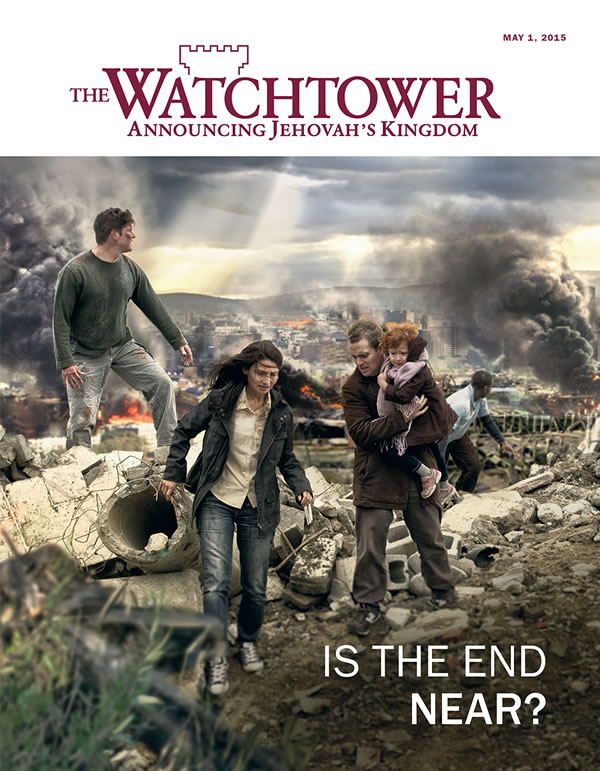 MAY 1, 2015
THE WATCHTOWER
ANNOUNCING JEHOVAH'S KINGDOM
IS THE END
NEAR?